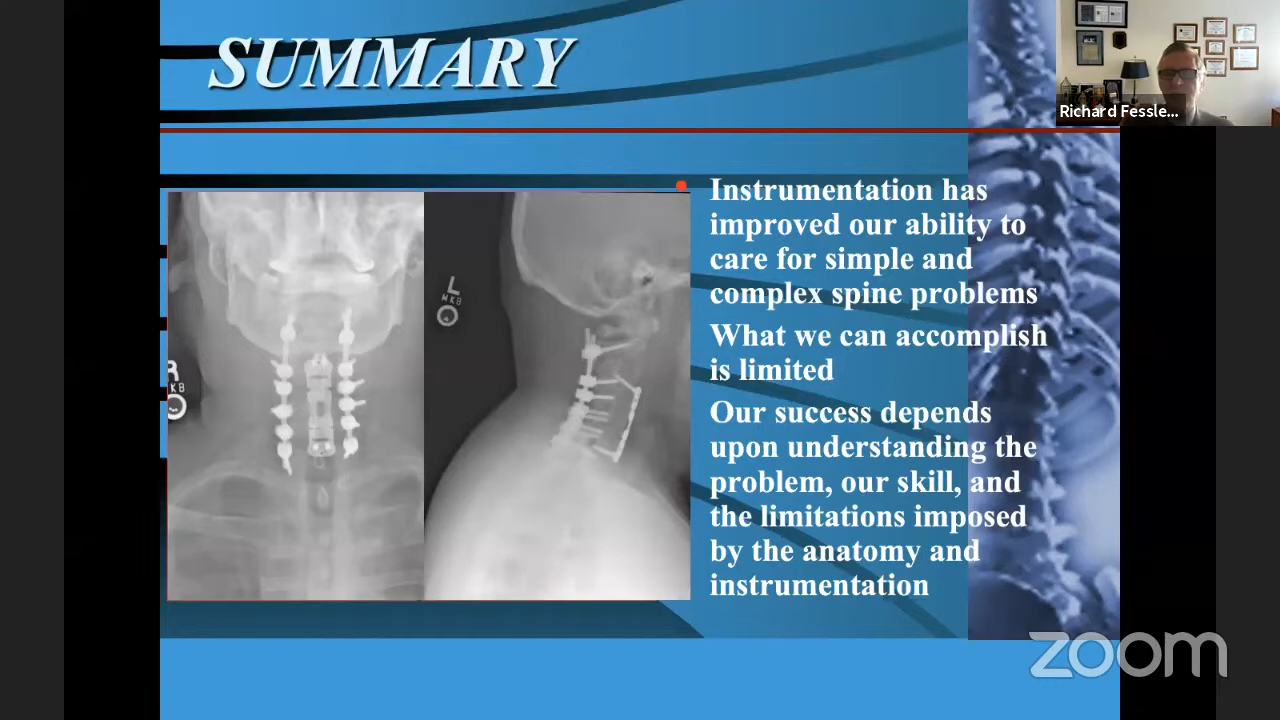 SUMMARY
Richard Fessle...
Instrumentation has
improved our ability to
care for simple and
complex spine problems
What we can accomplish
is limited
Our success depends
upon understanding the
problem, our skill, and
the limitations imposed
by the anatomy and
instrumentation
L
MKB
R
KB
zoom